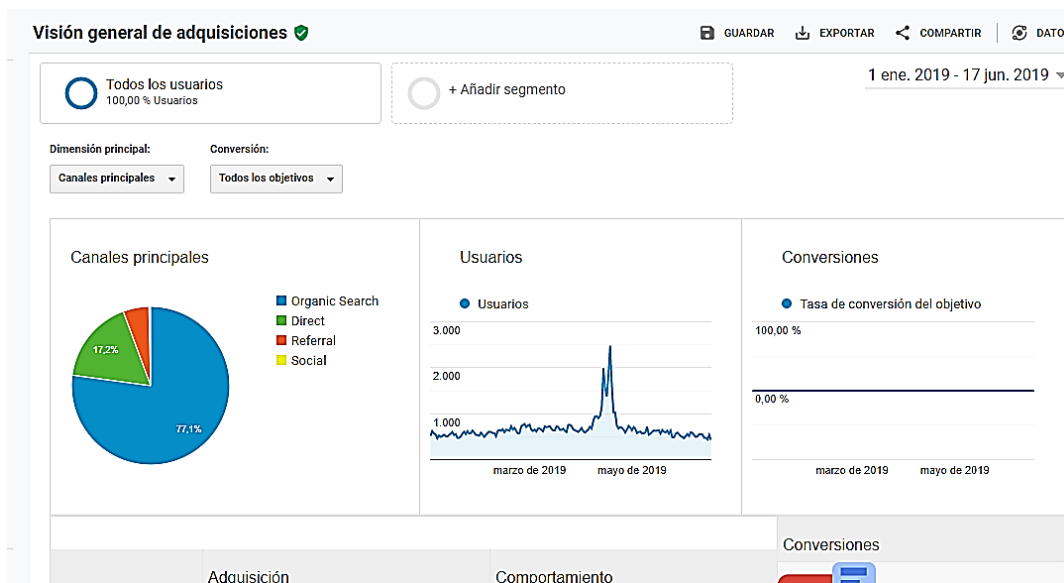 Visión general de adquisiciones
GUARDAR EXPORTAR COMPARTIR DATO
Todos los usuarios
100,00 % Usuarios
+ Añadir segmento
1 ene. 2019 - 17 jun. 2019
Dimensión principal: Conversión:
Canales principales Todos los objetivos
Canales principales
Organic Search
Direct
Referral
Social
17,2%
77,1%
Usuarios
Usuarios
3.000
2.000
1.000
marzo de 2019 mayo de 2019
Conversiones
Tasa de conversión del objetivo
100,00 %
0,00 %
marzo de 2019 mayo de 2019
Conversiones
Adquisición Comportamiento